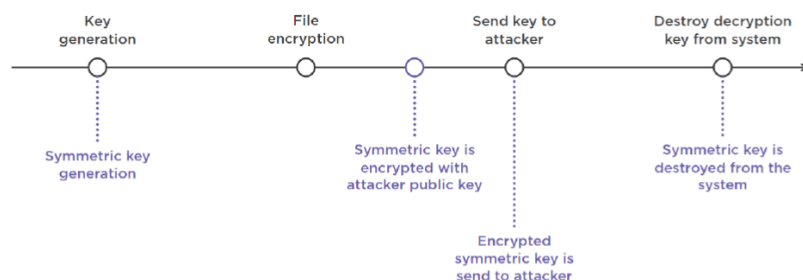 Key
generation
File
encryption
Send key to
attacker
Destroy decryption
key from system
Symmetric key
generation
Symmetric key is
encrypted with
attacker public key
Symmetric key is
destroyed from the
system
Encrypted
symmetric key is
send to attacker